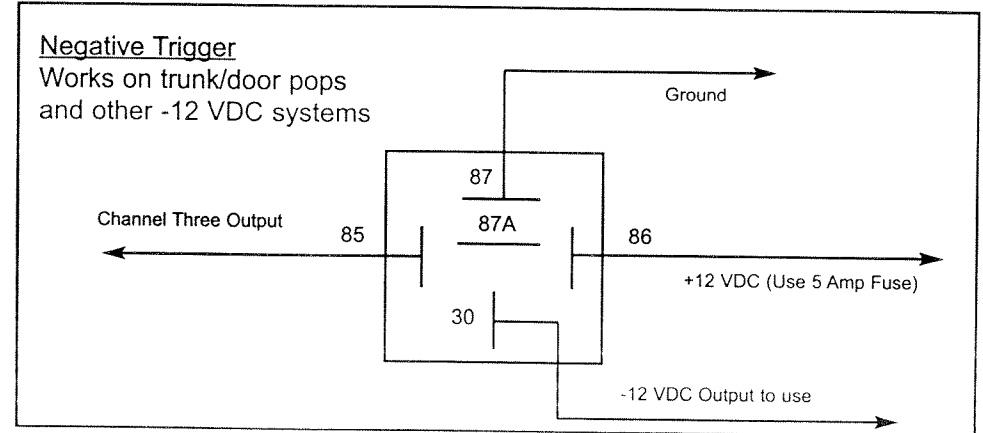 Negative Trigger
Works on trunk/door pops
and other -12 VDC systems
Ground
87
Channel Three Output
85
87A
86
+12 VDC (Use 5 Amp Fuse)
30
-12 VDC Output to use